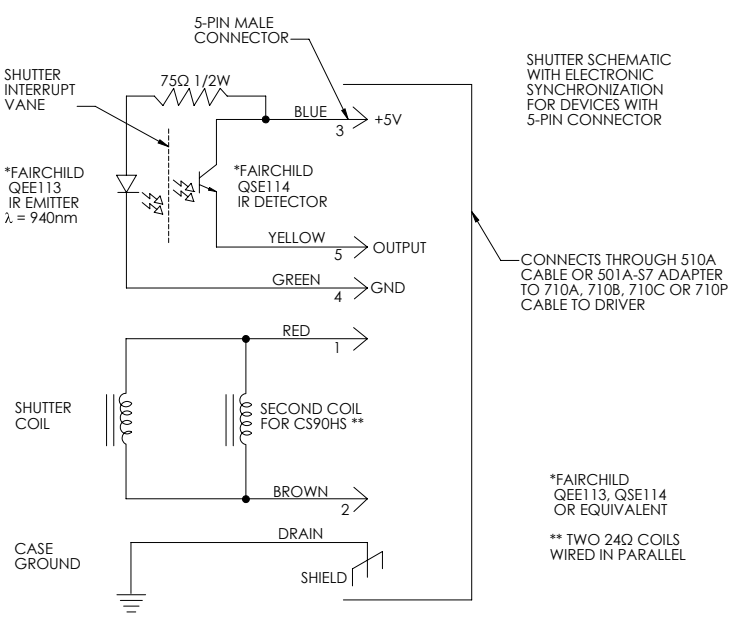 5-PIN MALE
CONNECTOR
SHUTTER
INTERRUPT
VANE
75Ω 1/2W
BLUE
3
+5V
SHUTTER SCHEMATIC
WITH ELECTRONIC
SYNCHRONIZATION
FOR DEVICES WITH
5-PIN CONNECTOR
*FAIRCHILD
QEE113
IR EMITTER
λ = 940nm
*FAIRCHILD
QSE114
IR DETECTOR
YELLOW
5
OUTPUT
GREEN
4
GND
CONNECTS THROUGH 510A
CABLE OR 501A-S7 ADAPTER
TO 710A, 710B, 710C OR 710P
CABLE TO DRIVER
RED
1
SHUTTER
COIL
SECOND COIL
FOR CS90HS **
BROWN
2
*FAIRCHILD
QEE113, QSE114
OR EQUIVALENT
** TWO 24Ω COILS
WIRED IN PARALLEL
CASE
GROUND
DRAIN
SHIELD